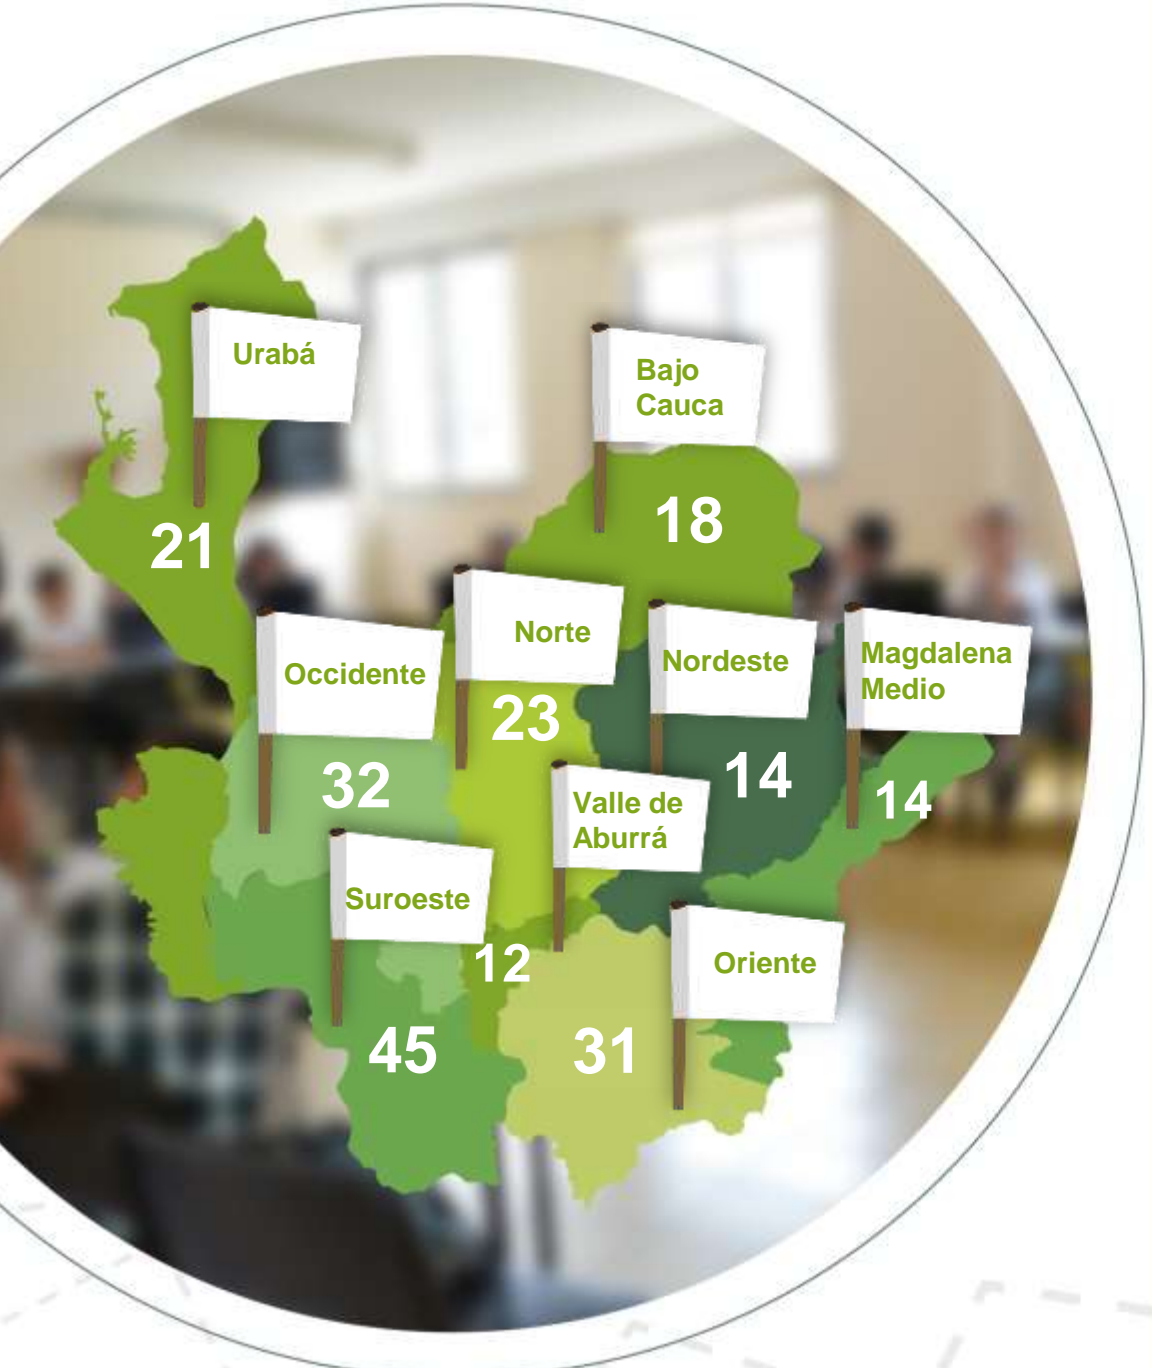 Urabá
21
Bajo
Cauca
18
Norte
23
Occidente
32
Nordeste
14
Magdalena
Medio
14
Valle de
Aburrá
12
Suroeste
45
Oriente
31